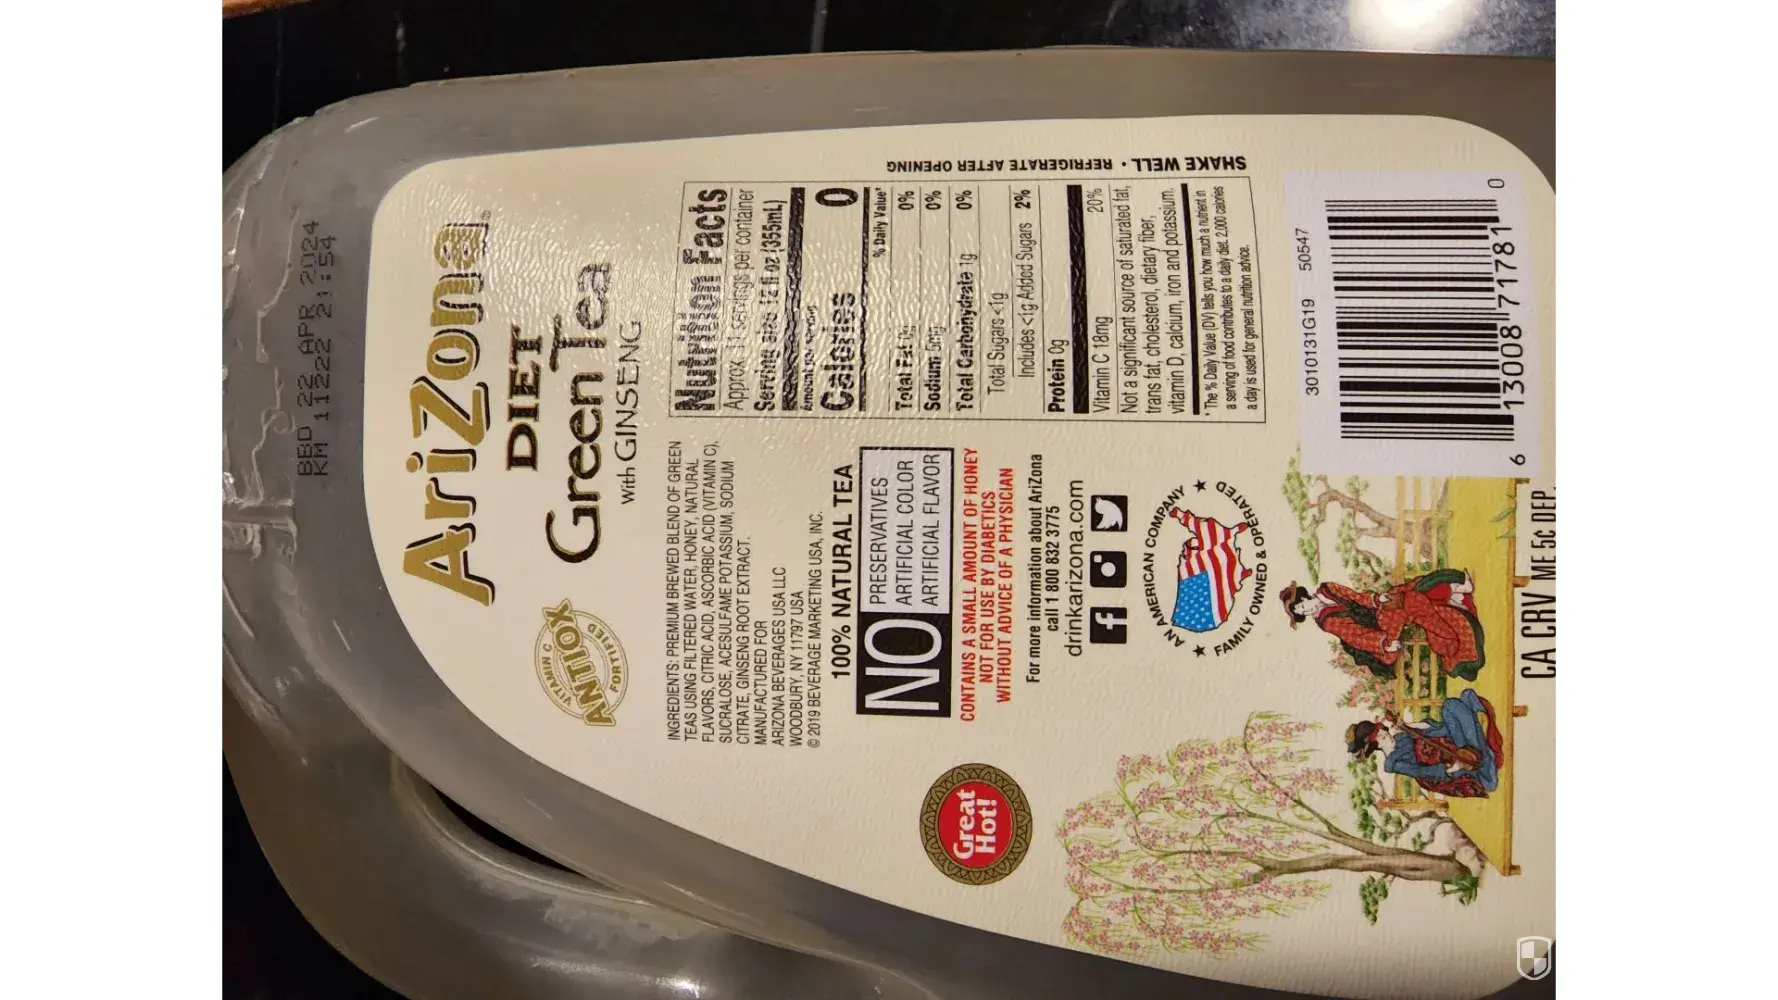 BBD 22 APR 2024
KM 11222 21:54
AriZona
DIET
Green Tea
With GINSENG
VITAMIN C
ANTIOX
FORTIFIED
SHAKE WELL • REFRIGERATE AFTER OPENING
Nutrition Facts
Approx. 11 servings per container
Serving size 12 fl oz (355mL)
Amount per serving
Calories 0
% Daily Value*
Total Fat 0g 0%
Sodium 5mg 0%
Total Carbohydrate 1g 0%
Total Sugars <1g
Includes <1g Added Sugars 2%
Protein 0g
Vitamin C 18mg 20%
Not a significant source of saturated fat,
trans fat, cholesterol, dietary fiber,
vitamin D, calcium, iron and potassium.
* The % Daily Value (DV) tells you how much a nutrient in
a serving of food contributes to a daily diet. 2,000 calories
a day is used for general nutrition advice.
INGREDIENTS: PREMIUM BREWED BLEND OF GREEN
TEAS USING FILTERED WATER, HONEY, NATURAL
FLAVORS, CITRIC ACID, ASCORBIC ACID (VITAMIN C),
SUCRALOSE, ACESULFAME POTASSIUM, SODIUM
CITRATE, GINSENG ROOT EXTRACT.
MANUFACTURED FOR
ARIZONA BEVERAGES USA LLC
WOODBURY, NY 11797 USA
© 2019 BEVERAGE MARKETING USA, INC.
100% NATURAL TEA
NO
PRESERVATIVES
ARTIFICIAL COLOR
ARTIFICIAL FLAVOR
CONTAINS A SMALL AMOUNT OF HONEY
NOT FOR USE BY DIABETICS
WITHOUT ADVICE OF A PHYSICIAN
For more information about AriZona
call 1 800 832 3775
drinkarizona.com
AN AMERICAN COMPANY
FAMILY OWNED & OPERATED
Great
Hot!
3010131G19 50547
6 13008 71781 0
CA CRV ME 5¢ DEP.